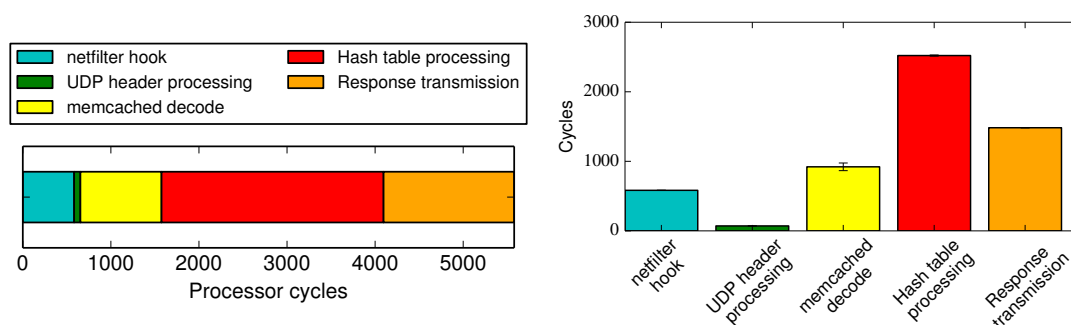 netfilter hook
UDP header processing
memcached decode
Hash table processing
Response transmission
0 1000 2000 3000 4000 5000
Processor cycles
3000
2000
1000
0
Cycles
netfilter
hook
UDP header
processing
memcached
decode
Hash table
processing
Response
transmission